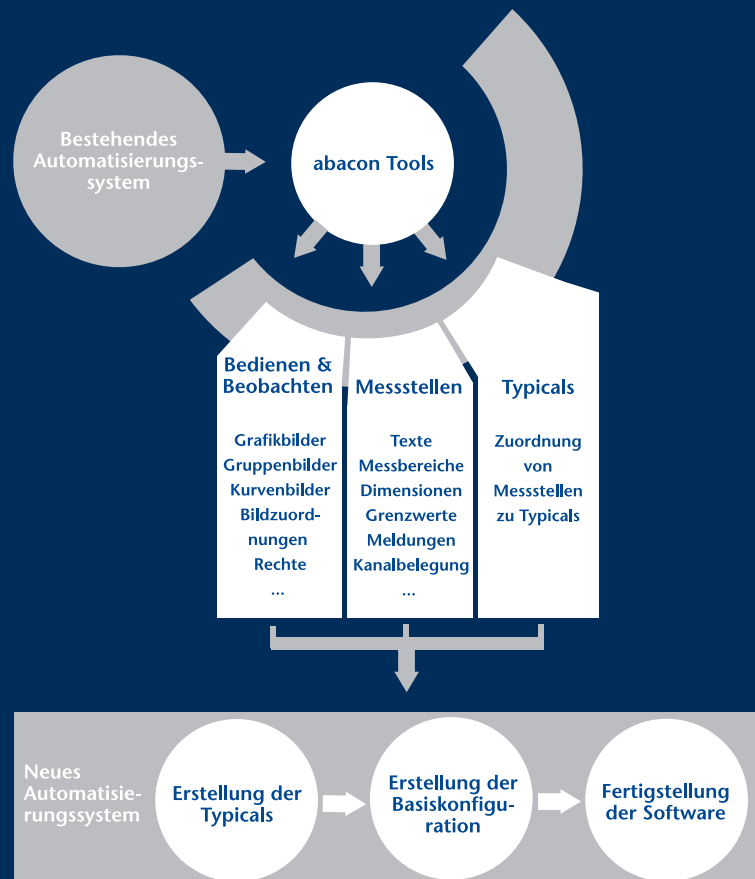 Bestehendes
Automatisierungs-
system
abacon Tools
Bedienen &
Beobachten
Grafikbilder
Gruppenbilder
Kurvenbilder
Bildzuord-
nungen
Rechte
...
Messstellen
Texte
Messbereiche
Dimensionen
Grenzwerte
Meldungen
Kanalbelegung
...
Typicals
Zuordnung
von
Messstellen
zu Typicals
Neues
Automatisie-
rungssystem
Erstellung der
Typicals
Erstellung der
Basiskonfigu-
ration
Fertigstellung
der Software